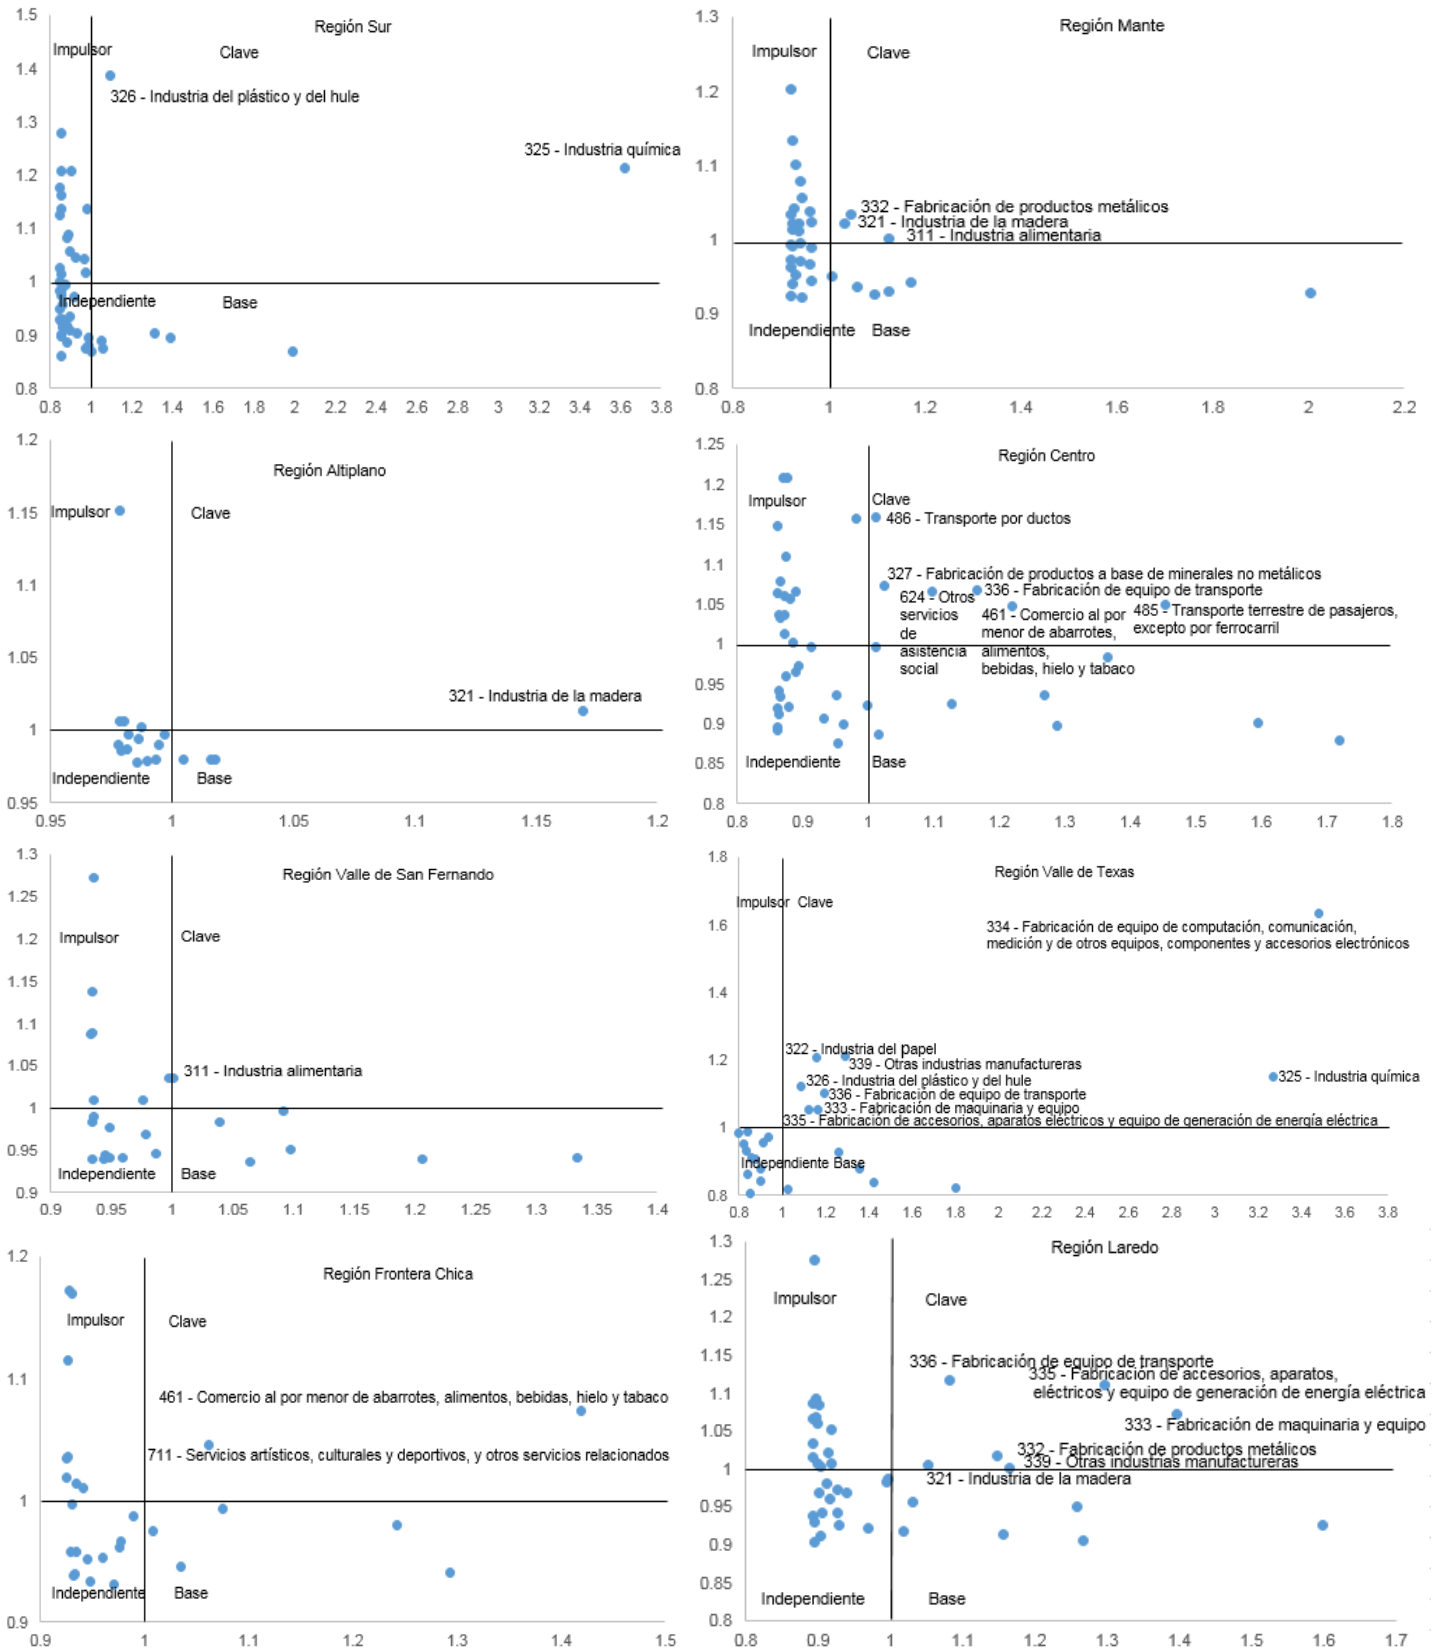 Región Sur
1.5
1.4
1.3
1.2
1.1
1
0.9
0.8
Impulsor
Clave
326 - Industria del plástico y del hule
325 - Industria química
Independiente
Base
0.8 1 1.2 1.4 1.6 1.8 2 2.2 2.4 2.6 2.8 3 3.2 3.4 3.6 3.8
Región Mante
1.3
1.2
1.1
1
0.9
0.8
Impulsor
Clave
332 - Fabricación de productos metálicos
321 - Industria de la madera
311 - Industria alimentaria
Independiente
Base
0.8 1 1.2 1.4 1.6 1.8 2 2.2
Región Altiplano
1.2
1.15
1.1
1.05
1
0.95
Impulsor
Clave
321 - Industria de la madera
Independiente
Base
0.95 1 1.05 1.1 1.15 1.2
Región Centro
1.25
1.2
1.15
1.1
1.05
1
0.95
0.9
0.85
0.8
Impulsor
Clave
486 - Transporte por ductos
327 - Fabricación de productos a base de minerales no metálicos
336 - Fabricación de equipo de transporte
624 - Otros
servicios
de
asistencia
social
461 - Comercio al por
menor de abarrotes,
alimentos,
bebidas, hielo y tabaco
485 - Transporte terrestre de pasajeros,
excepto por ferrocarril
Independiente
Base
0.8 0.9 1 1.1 1.2 1.3 1.4 1.5 1.6 1.7 1.8
Región Valle de San Fernando
1.3
1.25
1.2
1.15
1.1
1.05
1
0.95
0.9
Impulsor
Clave
311 - Industria alimentaria
Independiente
Base
0.9 0.95 1 1.05 1.1 1.15 1.2 1.25 1.3 1.35 1.4
Región Valle de Texas
1.8
1.6
1.4
1.2
1
0.8
Impulsor
Clave
334 - Fabricación de equipo de computación, comunicación,
medición y de otros equipos, componentes y accesorios electrónicos
322 - Industria del papel
339 - Otras industrias manufactureras
325 - Industria química
326 - Industria del plástico y del hule
336 - Fabricación de equipo de transporte
333 - Fabricación de maquinaria y equipo
335 - Fabricación de accesorios, aparatos eléctricos y equipo de generación de energía eléctrica
Independiente
Base
0.8 1 1.2 1.4 1.6 1.8 2 2.2 2.4 2.6 2.8 3 3.2 3.4 3.6 3.8
Región Frontera Chica
1.2
1.1
1
0.9
Impulsor
Clave
461 - Comercio al por menor de abarrotes, alimentos, bebidas, hielo y tabaco
711 - Servicios artísticos, culturales y deportivos, y otros servicios relacionados
Independiente
Base
0.9 1 1.1 1.2 1.3 1.4 1.5
Región Laredo
1.3
1.25
1.2
1.15
1.1
1.05
1
0.95
0.9
0.85
0.8
Impulsor
Clave
336 - Fabricación de equipo de transporte
335 - Fabricación de accesorios, aparatos,
eléctricos y equipo de generación de energía eléctrica
333 - Fabricación de maquinaria y equipo
332 - Fabricación de productos metálicos
339 - Otras industrias manufactureras
321 - Industria de la madera
Independiente
Base
0.8 0.9 1 1.1 1.2 1.3 1.4 1.5 1.6 1.7